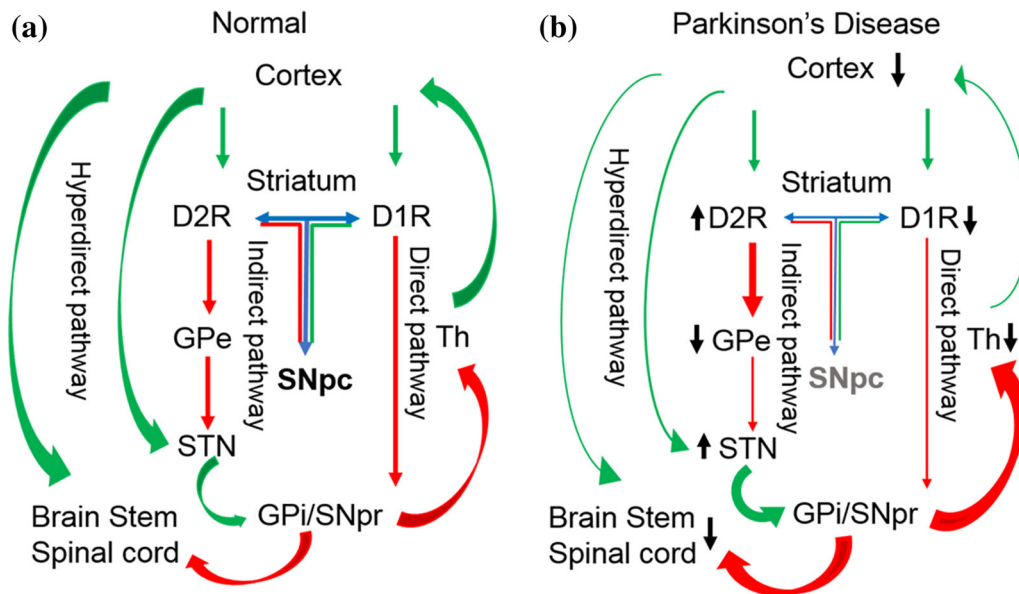 (a)
Normal
Cortex
Hyperdirect pathway
Striatum
D2R
D1R
Indirect pathway
Direct pathway
GPe
Th
SNpc
STN
GPi/SNpr
Brain Stem
Spinal cord
(b)
Parkinson's Disease
Cortex
Hyperdirect pathway
Striatum
D2R
D1R
Indirect pathway
Direct pathway
GPe
Th
SNpc
STN
GPi/SNpr
Brain Stem
Spinal cord